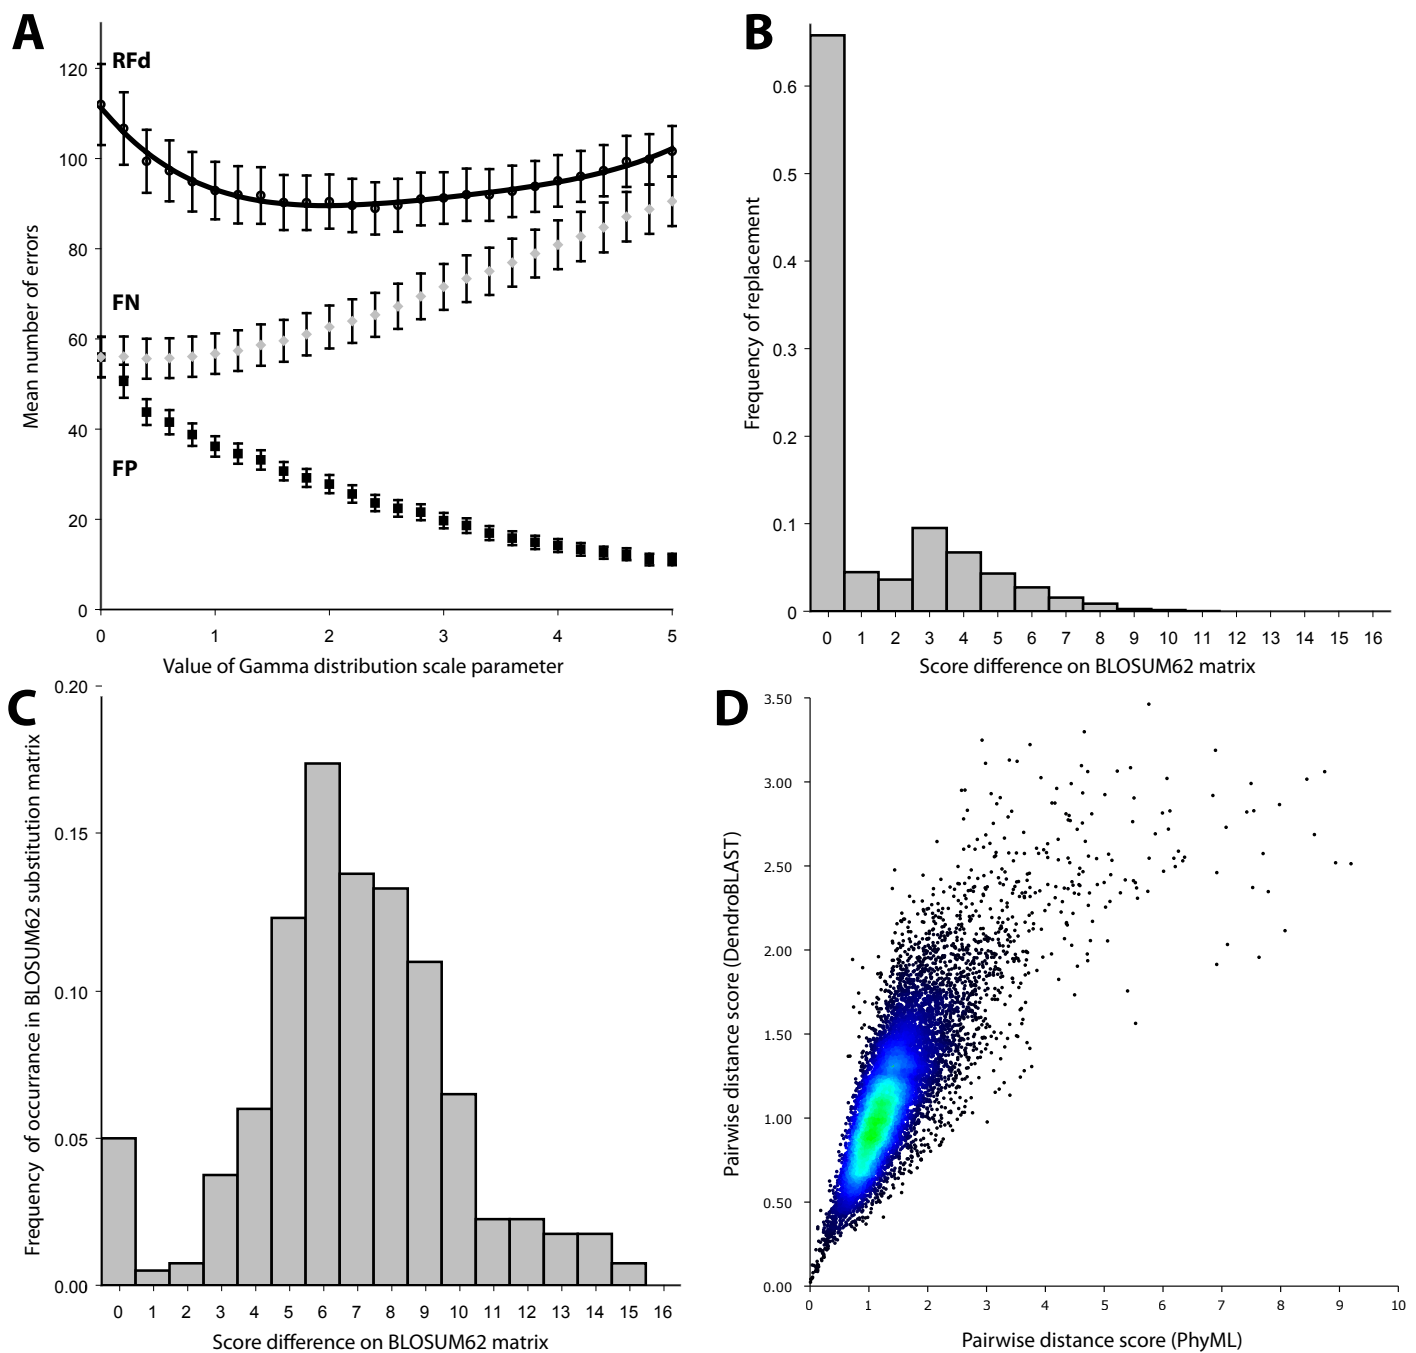 A
RFd
FN
FP
Mean number of errors
120
100
80
60
40
20
0
0 1 2 3 4 5
Value of Gamma distribution scale parameter
B
Frequency of replacement
0.6
0.5
0.4
0.3
0.2
0.1
0
0 1 2 3 4 5 6 7 8 9 10 11 12 13 14 15 16
Score difference on BLOSUM62 matrix
C
Frequency of occurrance in BLOSUM62 substitution matrix
0.20
0.15
0.10
0.05
0.00
0 1 2 3 4 5 6 7 8 9 10 11 12 13 14 15 16
Score difference on BLOSUM62 matrix
D
Pairwise distance score (DendroBLAST)
3.50
3.00
2.50
2.00
1.50
1.00
0.50
0.00
0 1 2 3 4 5 6 7 8 9 10
Pairwise distance score (PhyML)